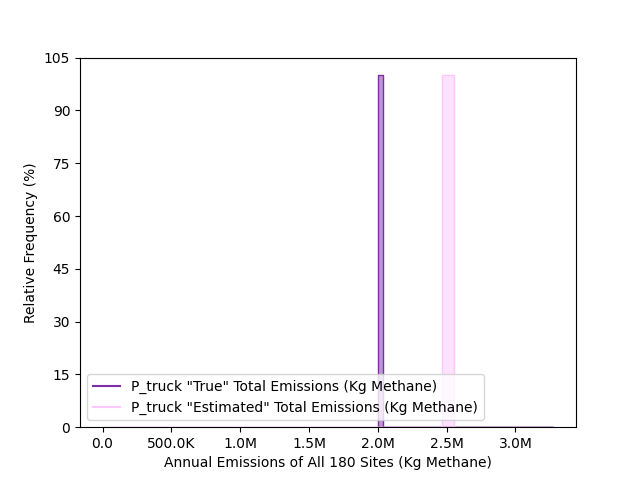 105
90
75
60
45
30
15
0
Relative Frequency (%)
P_truck "True" Total Emissions (Kg Methane)
P_truck "Estimated" Total Emissions (Kg Methane)
0.0 500.0K 1.0M 1.5M 2.0M 2.5M 3.0M
Annual Emissions of All 180 Sites (Kg Methane)